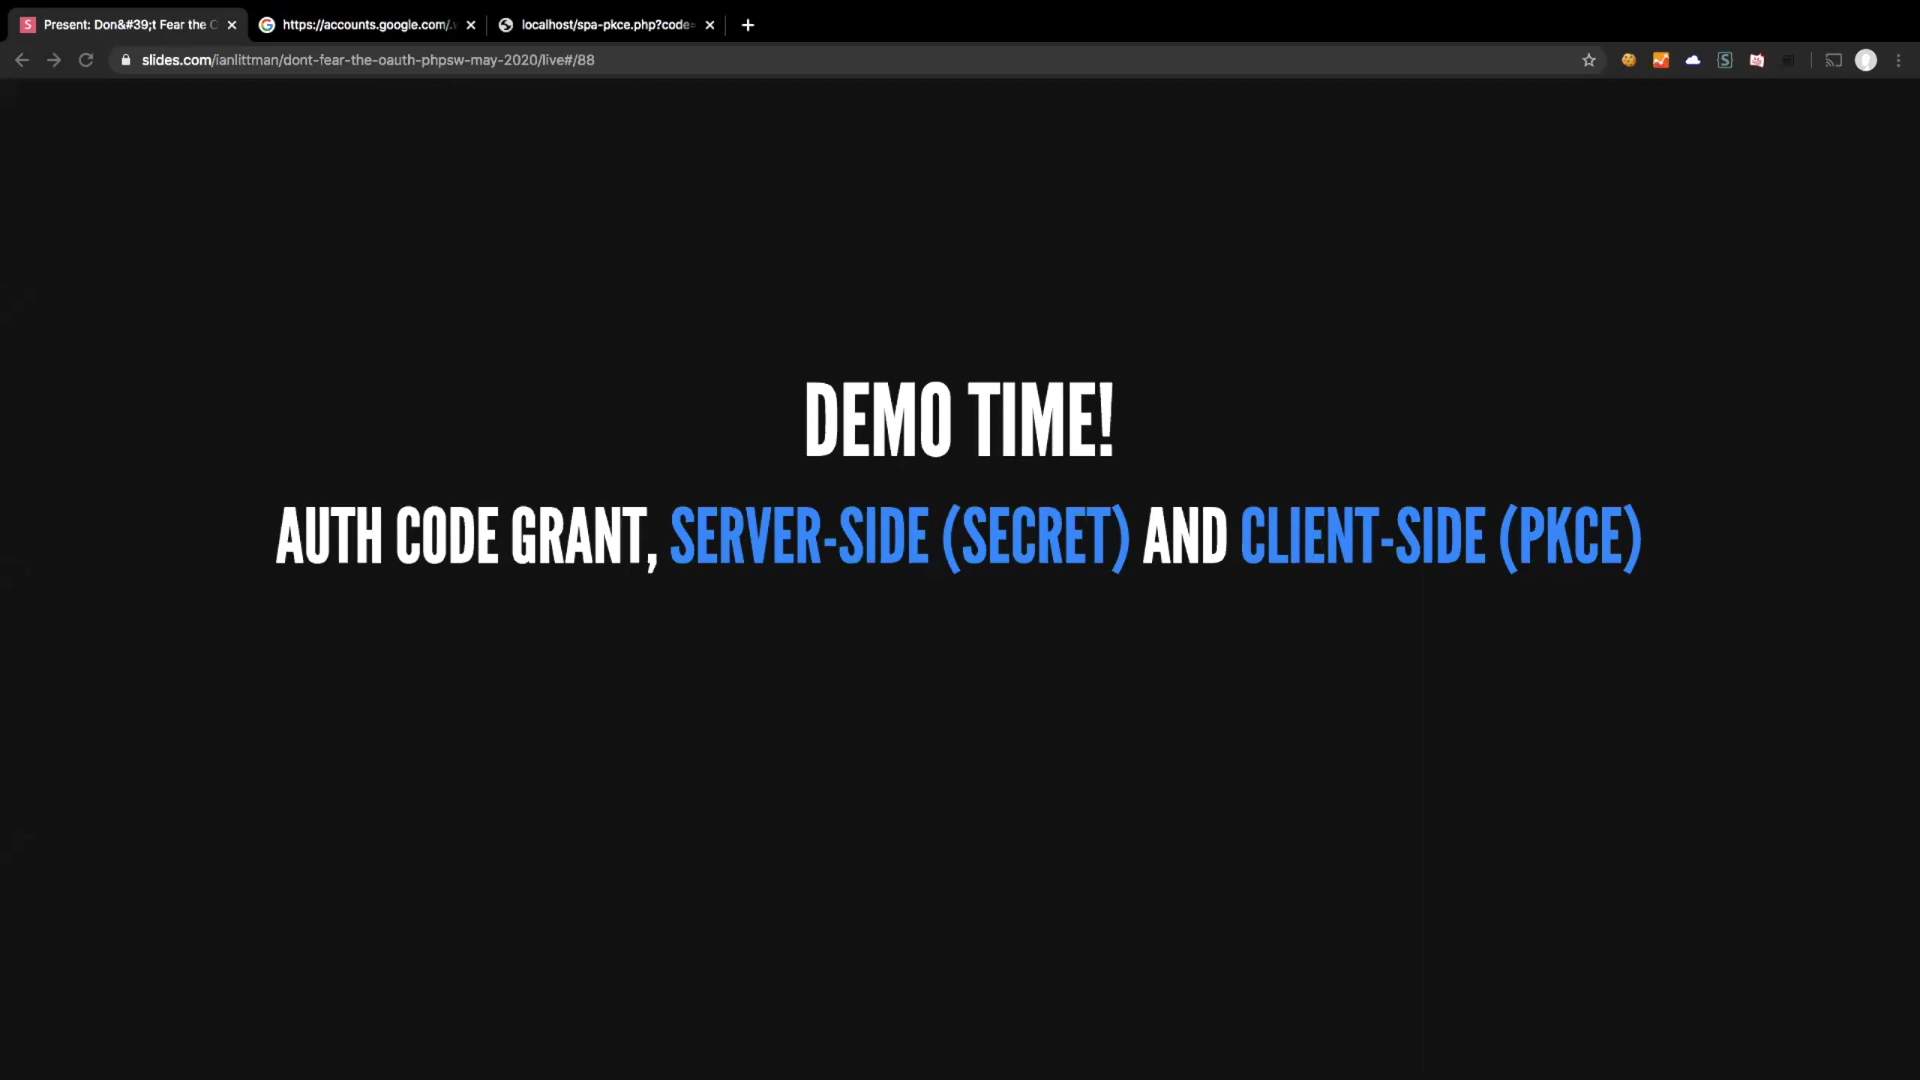 Present: Don&#39;t Fear the O
https://accounts.google.com/.
localhost/spa-pkce.php?code=
slides.com/ianlittman/dont-fear-the-oauth-phpsw-may-2020/live#/88
DEMO TIME!
AUTH CODE GRANT, SERVER-SIDE (SECRET) AND CLIENT-SIDE (PKCE)